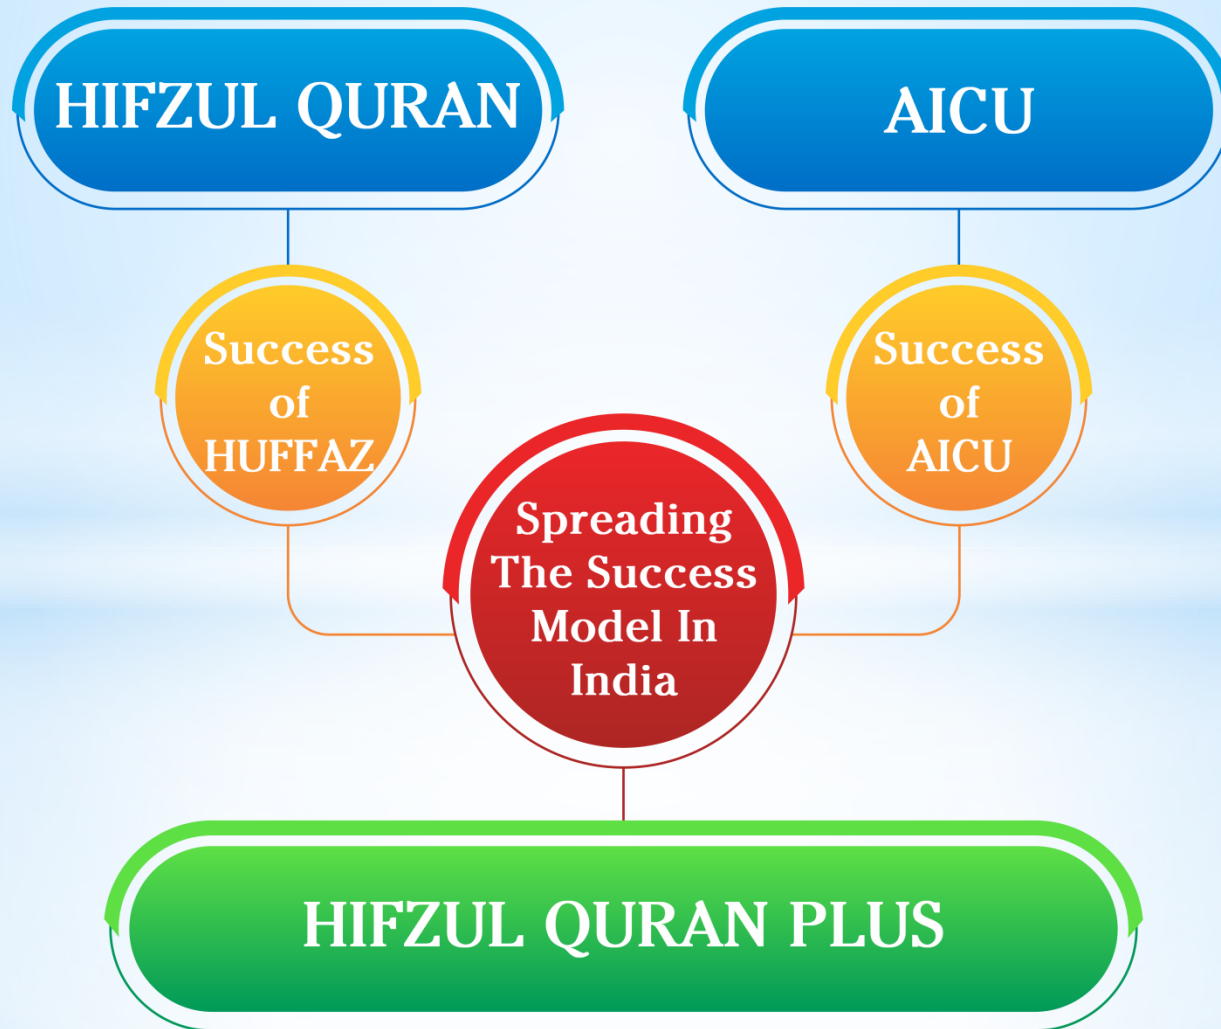 HIFZUL QURAN
AICU
Success
of
HUFFAZ
Success
of
AICU
Spreading
The Success
Model In
India
HIFZUL QURAN PLUS